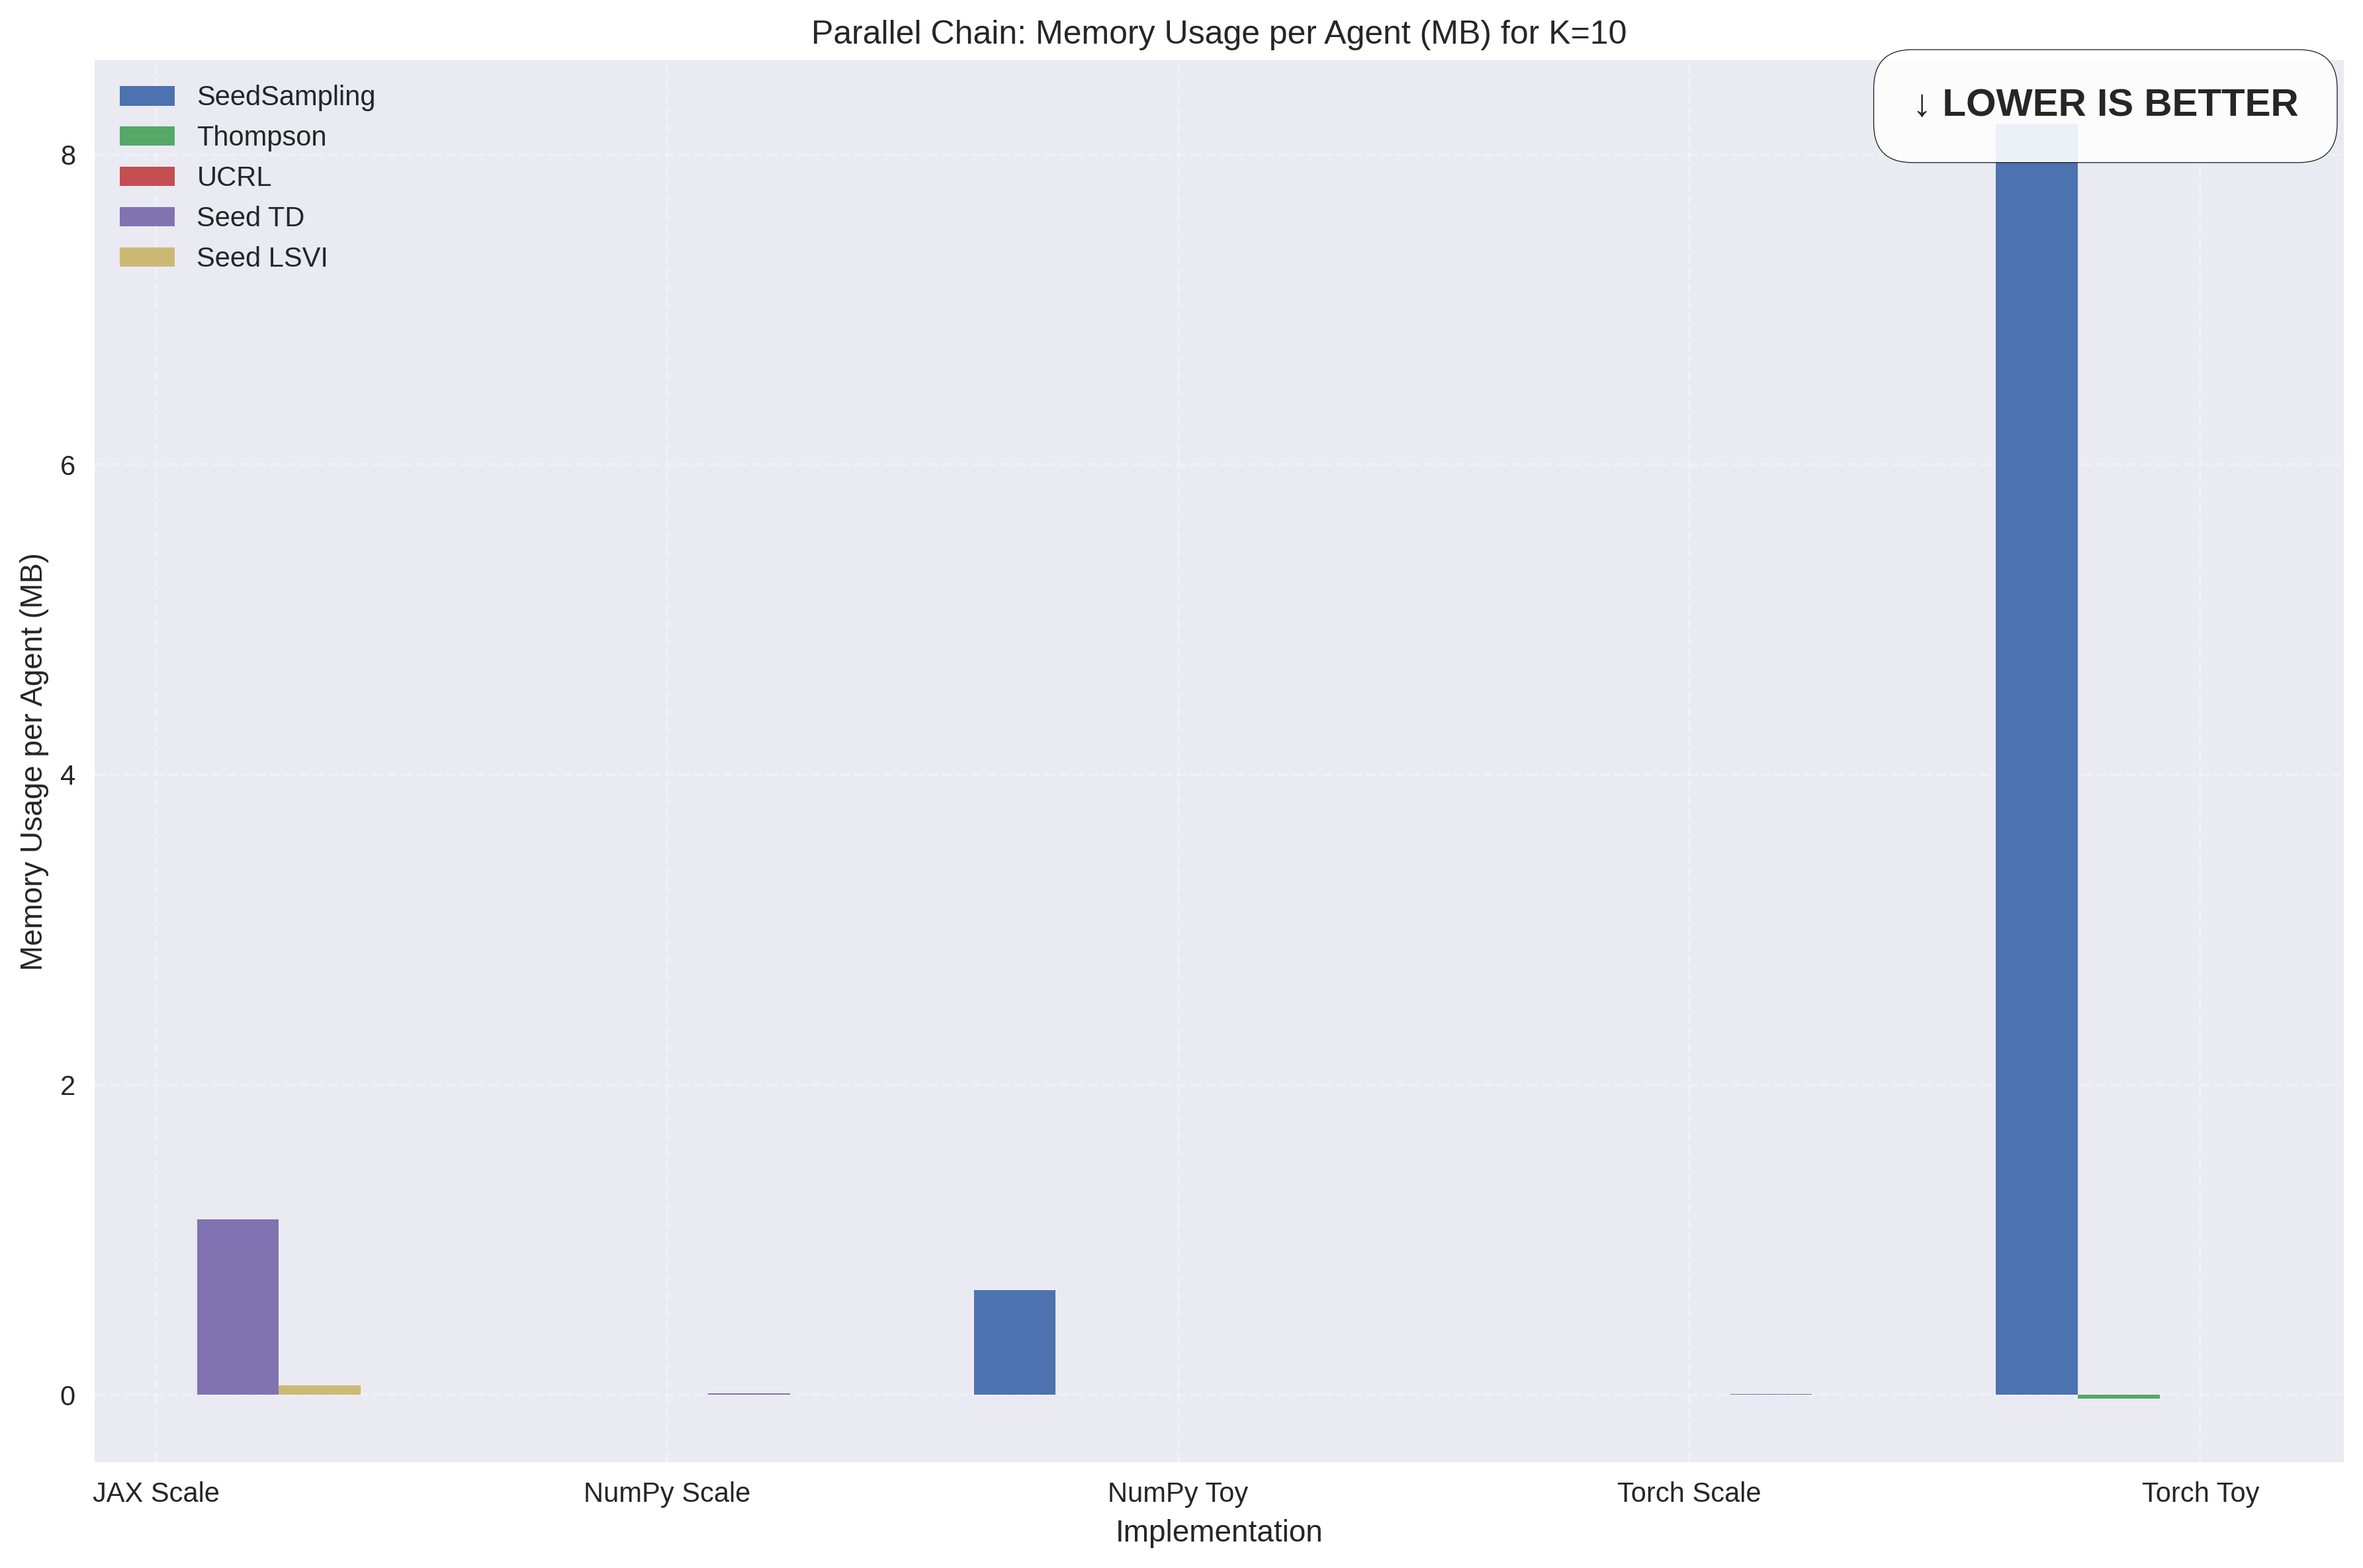 Parallel Chain: Memory Usage per Agent (MB) for K=10
↓ LOWER IS BETTER
SeedSampling
Thompson
UCRL
Seed TD
Seed LSVI
8
6
4
2
0
Memory Usage per Agent (MB)
JAX Scale
NumPy Scale
NumPy Toy
Torch Scale
Torch Toy
Implementation